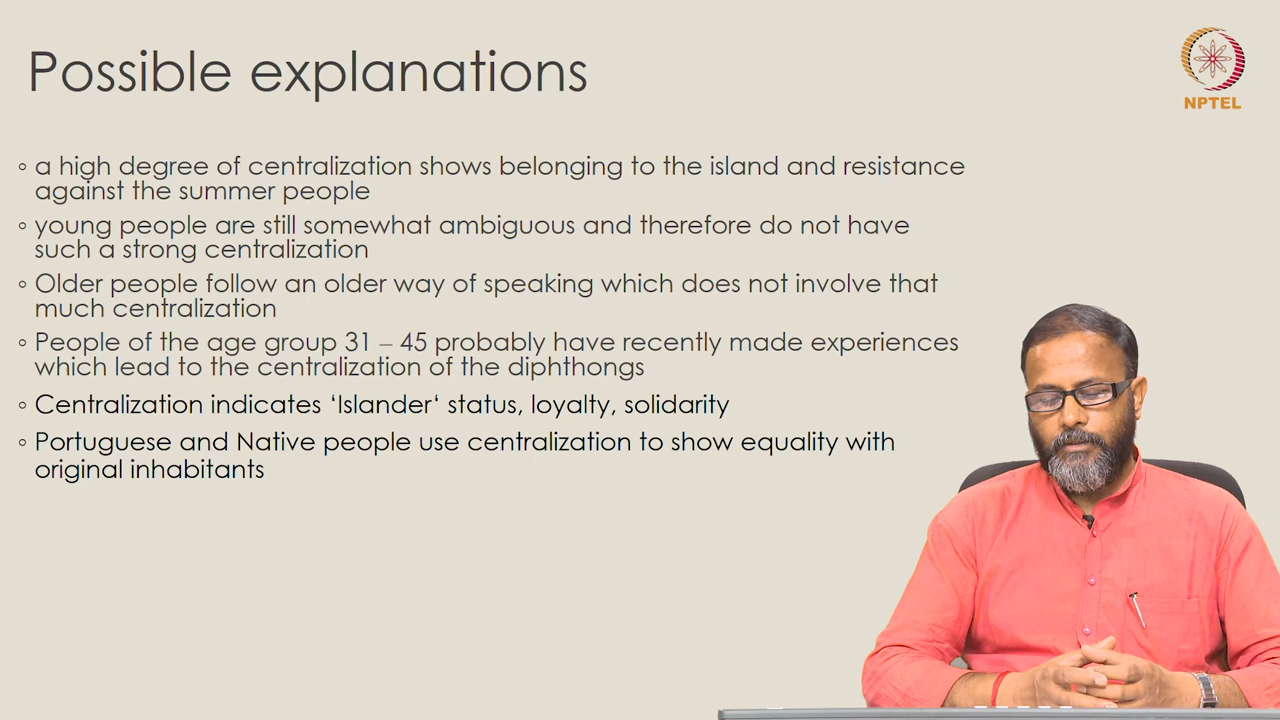 Possible explanations
NPTEL
◦ a high degree of centralization shows belonging to the island and resistance
against the summer people
◦ young people are still somewhat ambiguous and therefore do not have
such a strong centralization
◦ Older people follow an older way of speaking which does not involve that
much centralization
◦ People of the age group 31 – 45 probably have recently made experiences
which lead to the centralization of the diphthongs
◦ Centralization indicates ‘Islander‘ status, loyalty, solidarity
◦ Portuguese and Native people use centralization to show equality with
original inhabitants